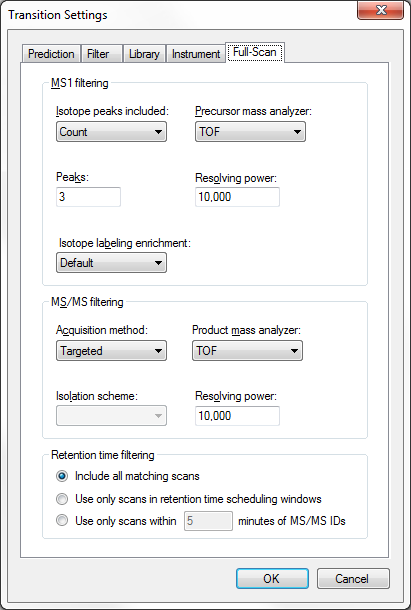 Transition Settings
Prediction Filter Library Instrument Full-Scan
MS1 filtering
Isotope peaks included: Precursor mass analyzer:
Count TOF
Peaks: Resolving power:
3 10,000
Isotope labeling enrichment:
Default
MS/MS filtering
Acquisition method: Product mass analyzer:
Targeted TOF
Isolation scheme: Resolving power:
10,000
Retention time filtering
Include all matching scans
Use only scans in retention time scheduling windows
Use only scans within 5 minutes of MS/MS IDs
OK Cancel